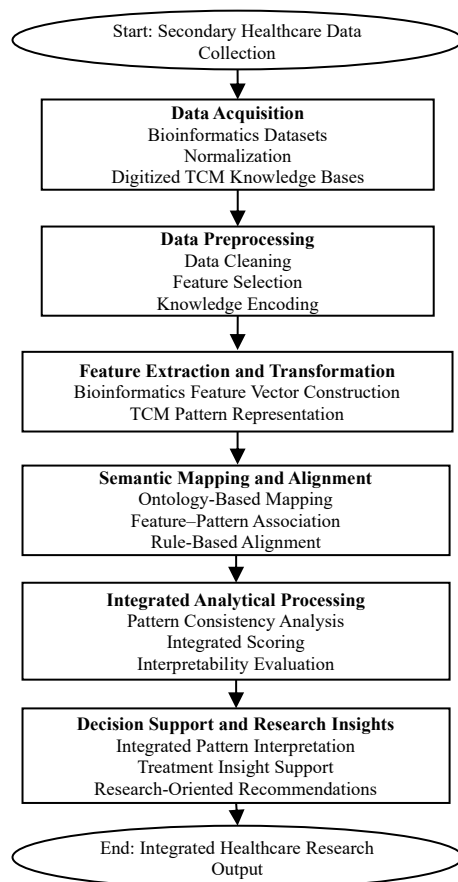 Start: Secondary Healthcare Data
Collection
Data Acquisition
Bioinformatics Datasets
Normalization
Digitized TCM Knowledge Bases
Data Preprocessing
Data Cleaning
Feature Selection
Knowledge Encoding
Feature Extraction and Transformation
Bioinformatics Feature Vector Construction
TCM Pattern Representation
Semantic Mapping and Alignment
Ontology-Based Mapping
Feature–Pattern Association
Rule-Based Alignment
Integrated Analytical Processing
Pattern Consistency Analysis
Integrated Scoring
Interpretability Evaluation
Decision Support and Research Insights
Integrated Pattern Interpretation
Treatment Insight Support
Research-Oriented Recommendations
End: Integrated Healthcare Research
Output